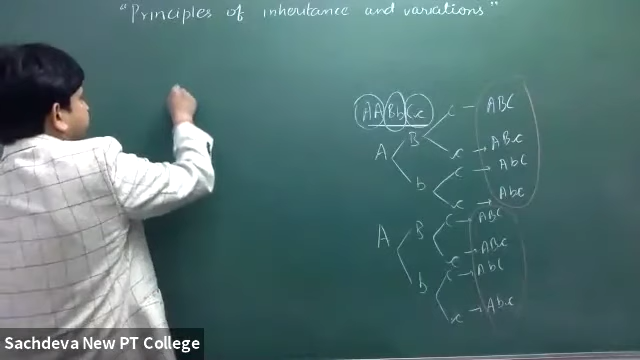 "Principles of inheritance and variations"
AA Bb Cc
C — ABC
B
A
c → ABc
C → AbC
b
c → Abc
C → ABC
B
A
c → ABc
C → AbC
b
c → Abc
Sachdeva New PT College